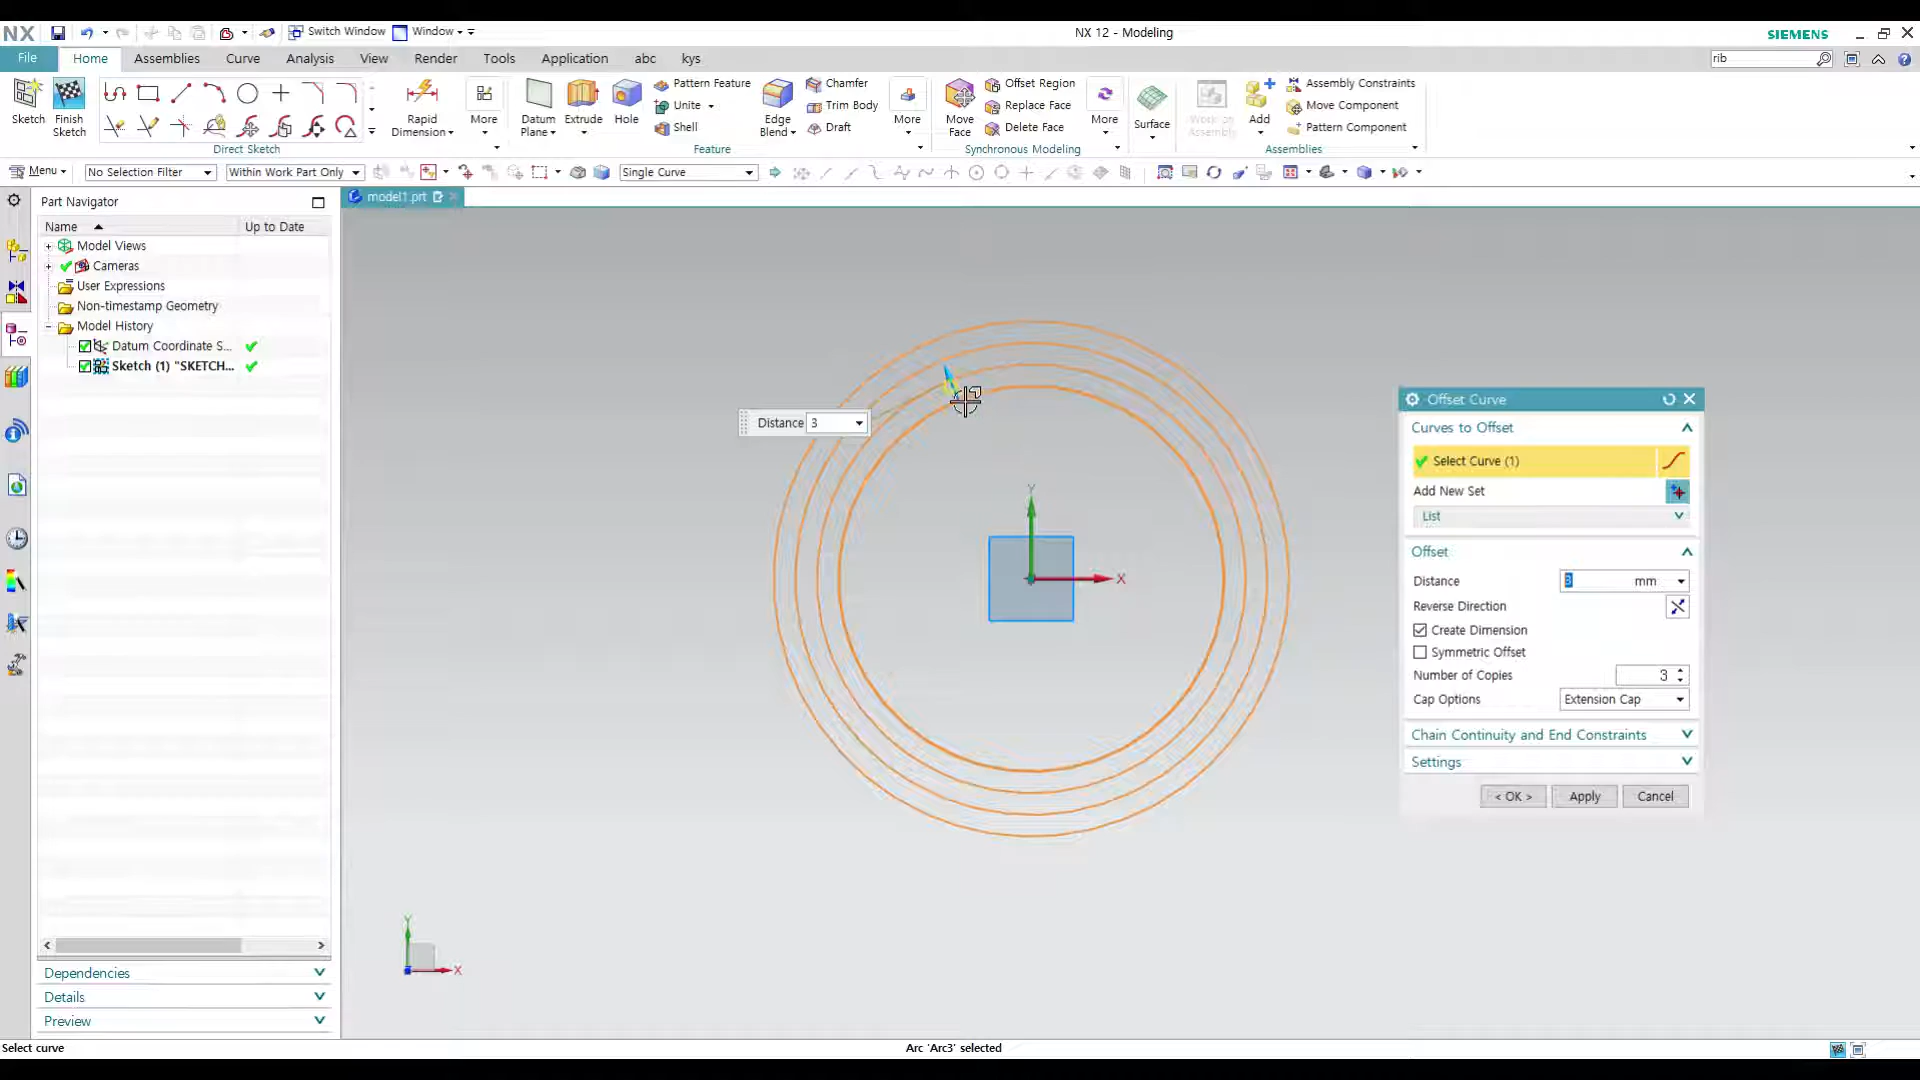 NX
Switch Window
Window
NX 12 - Modeling
SIEMENS
File
Home
Assemblies
Curve
Analysis
View
Render
Tools
Application
abc
kys
rib
Sketch
Finish Sketch
Direct Sketch
Rapid Dimension
More
Datum Plane
Extrude
Hole
Pattern Feature
Unite
Shell
Edge Blend
Chamfer
Trim Body
Draft
More
Feature
Move Face
Offset Region
Replace Face
Delete Face
More
Synchronous Modeling
Surface
Work on Assembly
Add
Assembly Constraints
Move Component
Pattern Component
Assemblies
Menu
No Selection Filter
Within Work Part Only
Single Curve
Part Navigator
model1.prt
Name
Up to Date
Model Views
Cameras
User Expressions
Non-timestamp Geometry
Model History
Datum Coordinate S...
Sketch (1) "SKETCH...
Dependencies
Details
Preview
Distance 3
Y
X
Y
X
Offset Curve
Curves to Offset
Select Curve (1)
Add New Set
List
Offset
Distance
3 mm
Reverse Direction
Create Dimension
Symmetric Offset
Number of Copies
3
Cap Options
Extension Cap
Chain Continuity and End Constraints
Settings
< OK >
Apply
Cancel
Select curve
Arc 'Arc3' selected